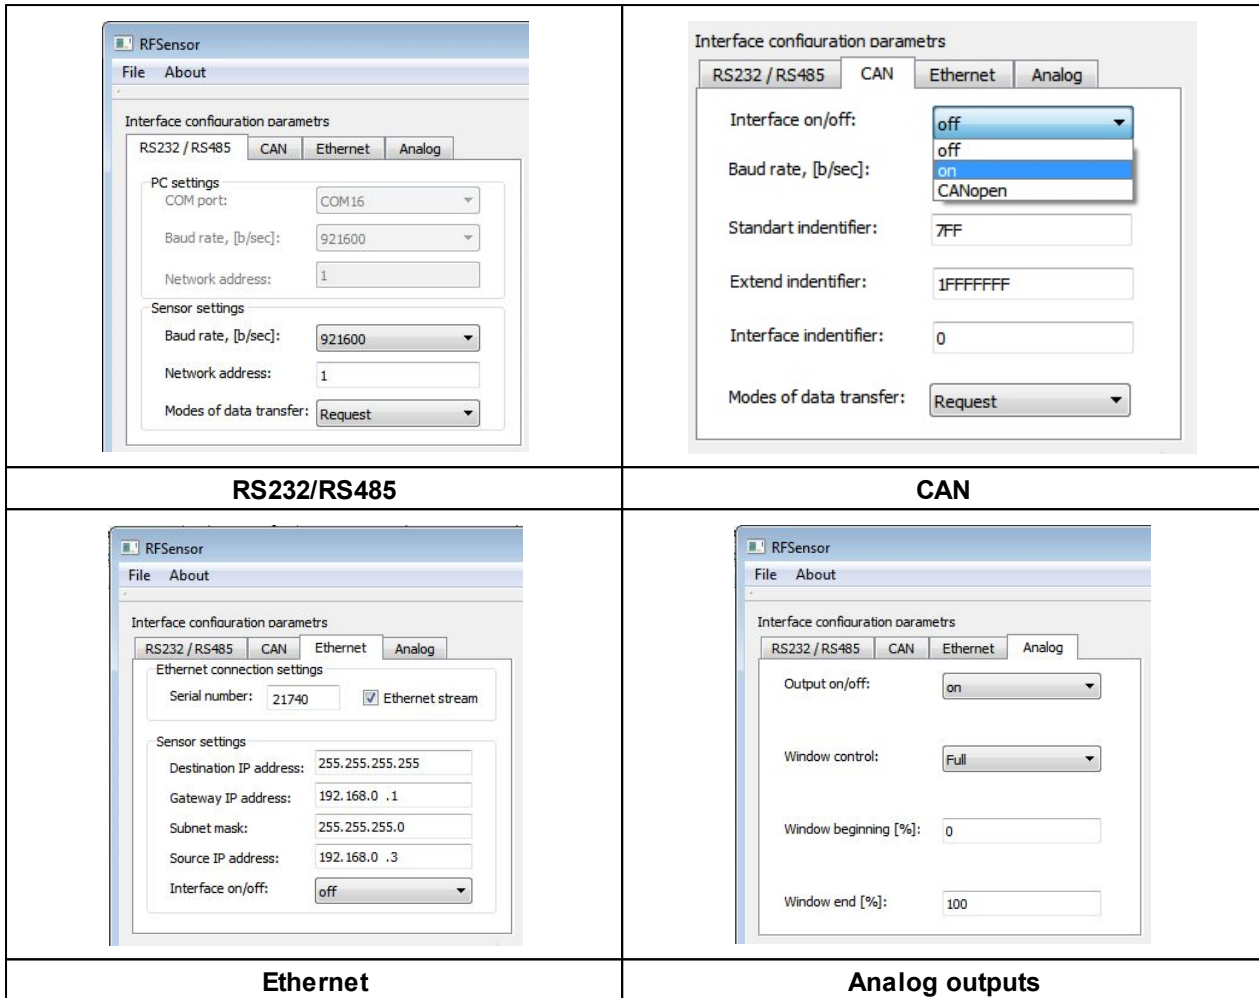 RFSensor
File About
Interface configuration parametrs
RS232 / RS485 CAN Ethernet Analog
PC settings
COM port: COM16
Baud rate, [b/sec]: 921600
Network address: 1
Sensor settings
Baud rate, [b/sec]: 921600
Network address: 1
Modes of data transfer: Request
Interface configuration parametrs
RS232 / RS485 CAN Ethernet Analog
Interface on/off: off
off
Baud rate, [b/sec]: on
CANopen
Standart indentifier: 7FF
Extend indentifier: 1FFFFFFF
Interface indentifier: 0
Modes of data transfer: Request
RS232/RS485
CAN
RFSensor
File About
Interface configuration parametrs
RS232 / RS485 CAN Ethernet Analog
Ethernet connection settings
Serial number: 21740 Ethernet stream
Sensor settings
Destination IP address: 255.255.255.255
Gateway IP address: 192.168.0 .1
Subnet mask: 255.255.255.0
Source IP address: 192.168.0 .3
Interface on/off: off
RFSensor
File About
Interface configuration parametrs
RS232 / RS485 CAN Ethernet Analog
Output on/off: on
Window control: Full
Window beginning [%]: 0
Window end [%]: 100
Ethernet
Analog outputs